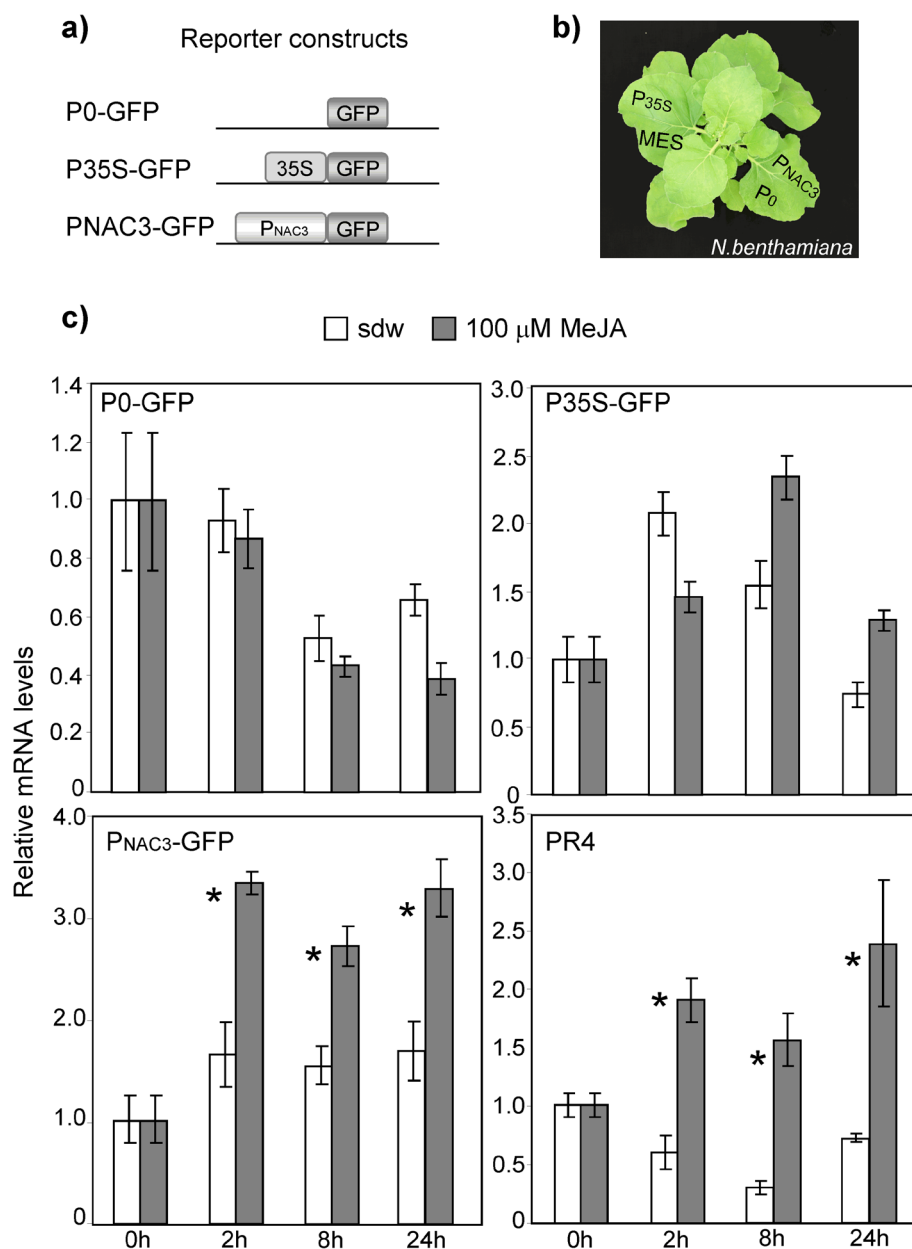 a)
Reporter constructs
P0-GFP
GFP
P35S-GFP
35S GFP
PNAC3-GFP
PNAC3 GFP
b)
P35S
MES
PNAC3
P0
N.benthamiana
c)
sdw 100 μM MeJA
Relative mRNA levels
P0-GFP
1.4
1.2
1.0
0.8
0.6
0.4
0.2
0
P35S-GFP
3.0
2.5
2.0
1.5
1.0
0.5
0
PNAC3-GFP
4.0
3.0
2.0
1.0
0
* * *
0h 2h 8h 24h
PR4
3.5
3.0
2.5
2.0
1.5
1.0
0.5
0
* * *
0h 2h 8h 24h